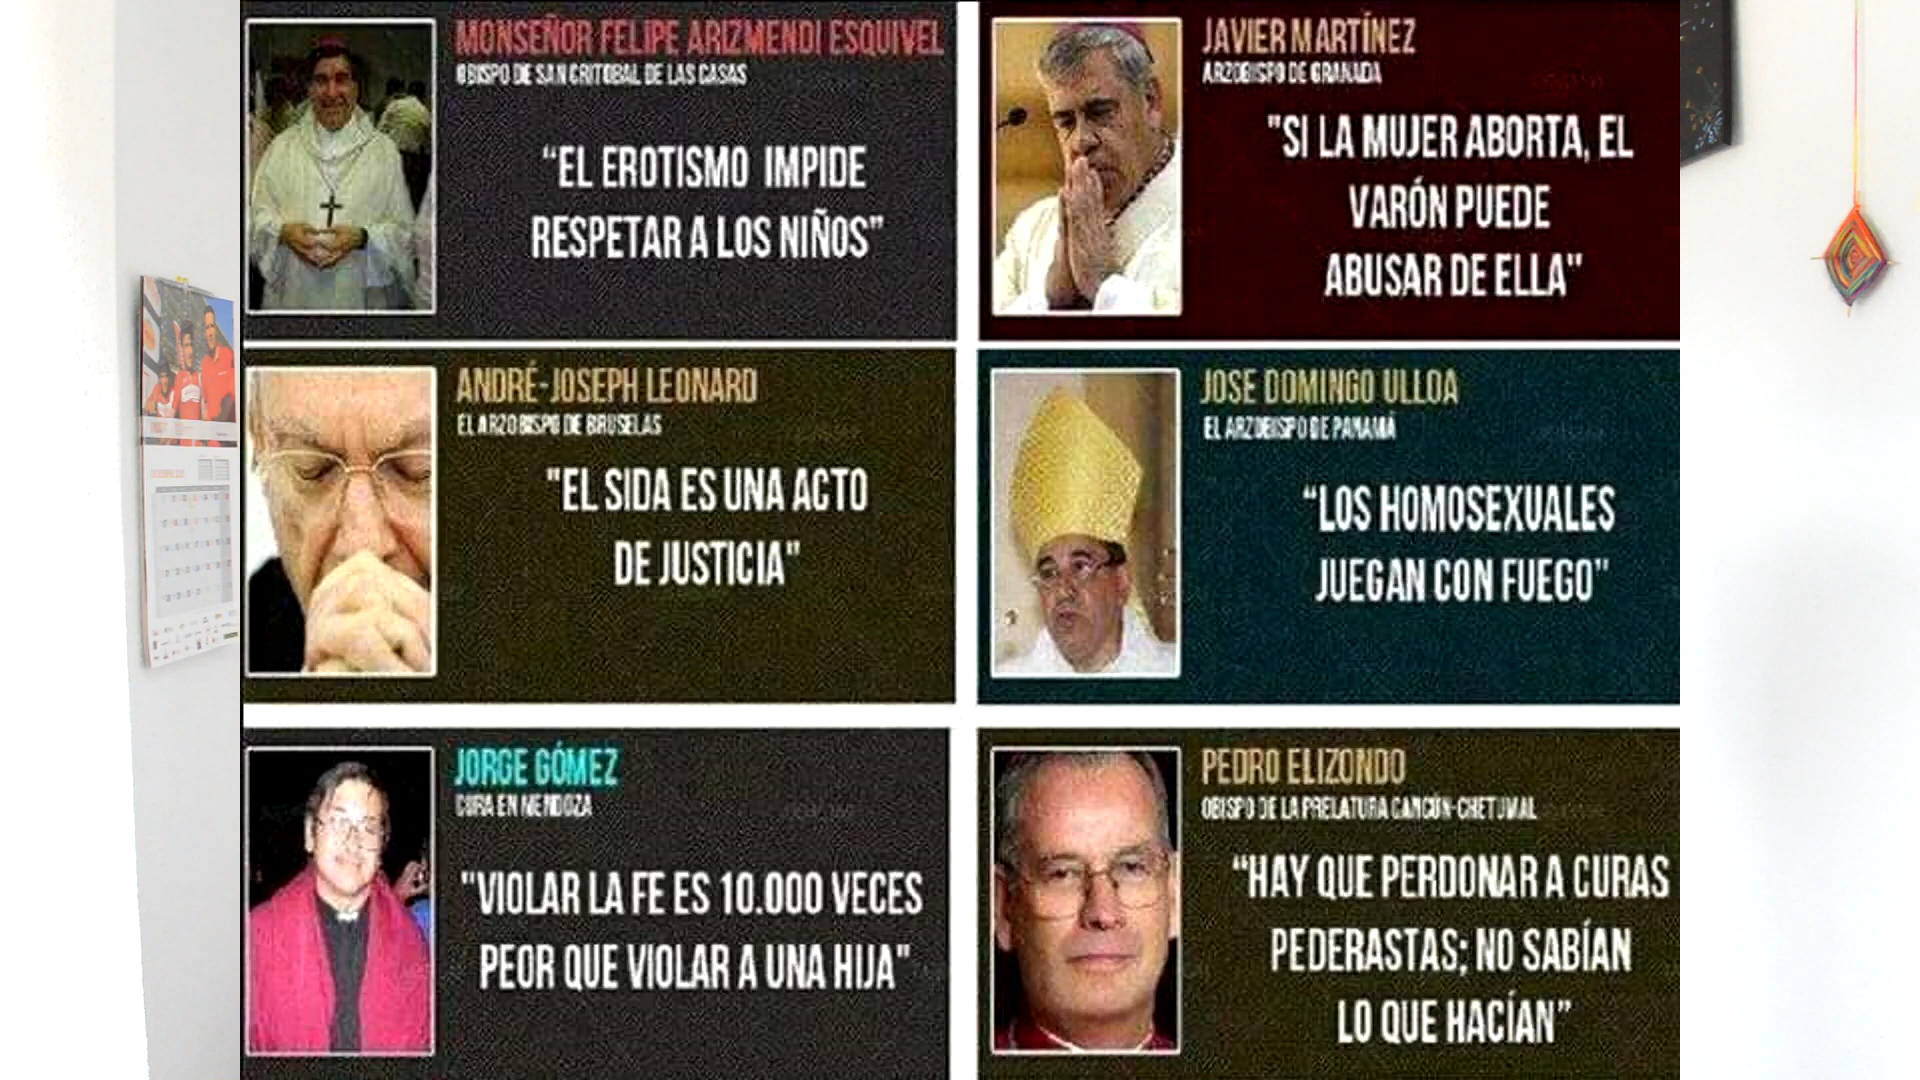 MONSEÑOR FELIPE ARIZMENDI ESQUIVEL
OBISPO DE SAN CRITOBAL DE LAS CASAS
“EL EROTISMO IMPIDE
RESPETAR A LOS NIÑOS”
JAVIER MARTÍNEZ
ARZOBISPO DE GRANADA
"SI LA MUJER ABORTA, EL
VARÓN PUEDE
ABUSAR DE ELLA"
ANDRÉ-JOSEPH LEONARD
EL ARZOBISPO DE BRUSELAS
"EL SIDA ES UNA ACTO
DE JUSTICIA"
JOSE DOMINGO ULLOA
EL ARZOBISPO DE PANAMÁ
“LOS HOMOSEXUALES
JUEGAN CON FUEGO”
JORGE GÓMEZ
CURA EN MENDOZA
"VIOLAR LA FE ES 10.000 VECES
PEOR QUE VIOLAR A UNA HIJA"
PEDRO ELIZONDO
OBISPO DE LA PRELATURA CANCÚN-CHETUMAL
“HAY QUE PERDONAR A CURAS
PEDERASTAS; NO SABÍAN
LO QUE HACÍAN”